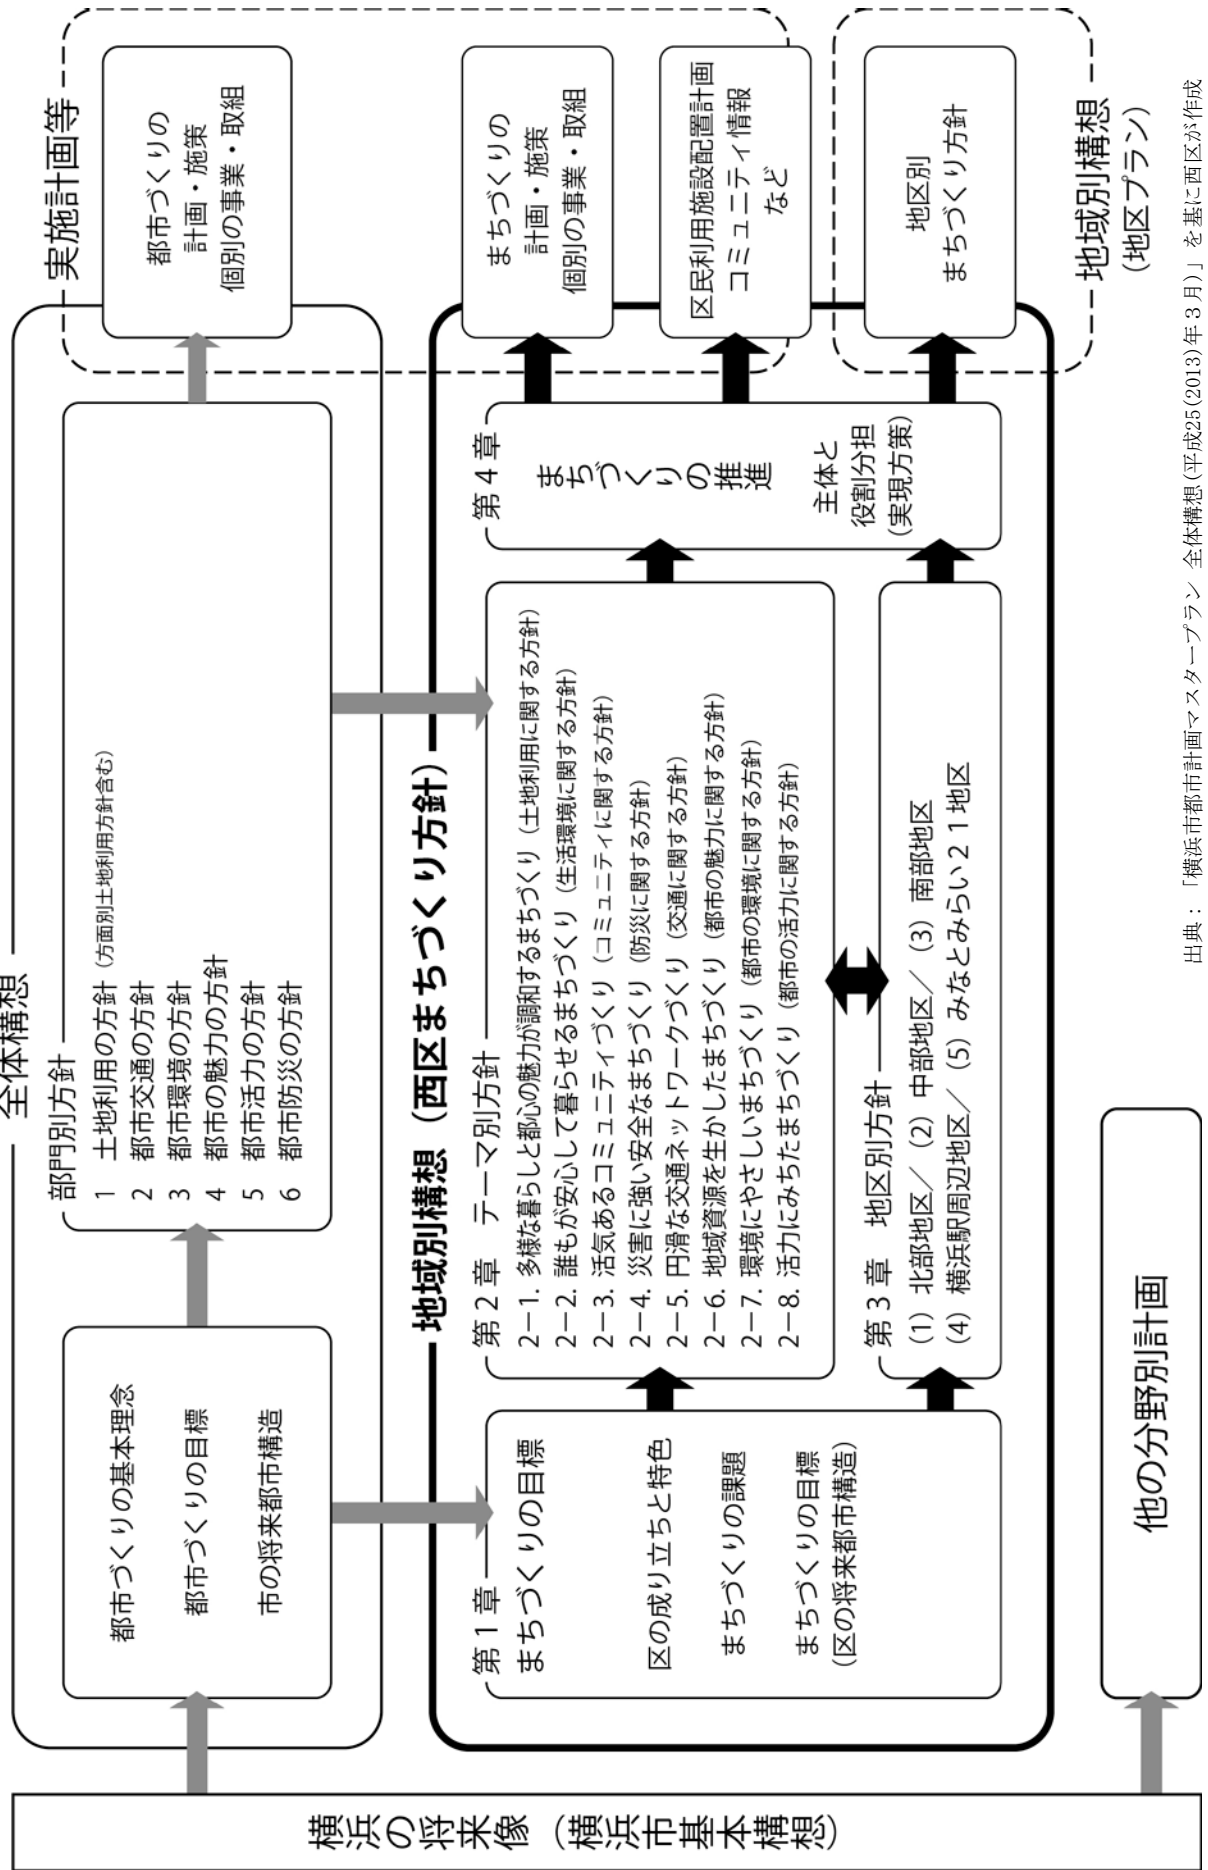 横浜の将来像（横浜市基本構想）
全体構想
都市づくりの基本理念
都市づくりの目標
市の将来都市構造
部門別方針
1 土地利用の方針（方面別土地利用方針含む）
2 都市交通の方針
3 都市環境の方針
4 都市の魅力の方針
5 都市活力の方針
6 都市防災の方針
実施計画等
都市づくりの
計画・施策
個別の事業・取組
地域別構想（西区まちづくり方針）
第１章
まちづくりの目標
区の成り立ちと特色
まちづくりの課題
まちづくりの目標
（区の将来都市構造）
第２章　テーマ別方針
2－1. 多様な暮らしと都心の魅力が調和するまちづくり（土地利用に関する方針）
2－2. 誰もが安心して暮らせるまちづくり（生活環境に関する方針）
2－3. 活気あるコミュニティづくり（コミュニティに関する方針）
2－4. 災害に強い安全なまちづくり（防災に関する方針）
2－5. 円滑な交通ネットワークづくり（交通に関する方針）
2－6. 地域資源を生かしたまちづくり（都市の魅力に関する方針）
2－7. 環境にやさしいまちづくり（都市の環境に関する方針）
2－8. 活力にみちたまちづくり（都市の活力に関する方針）
第３章　地区別方針
（1）北部地区／（2）中部地区／（3）南部地区
（4）横浜駅周辺地区／（5）みなとみらい２１地区
第４章
まちづくりの
推進
主体と
役割分担
（実現方策）
まちづくりの
計画・施策
個別の事業・取組
区民利用施設配置計画
コミュニティ情報
など
地区別
まちづくり方針
地域別構想
（地区プラン）
他の分野別計画
出典：「横浜市都市計画マスタープラン 全体構想(平成25(2013)年３月)」を基に西区が作成